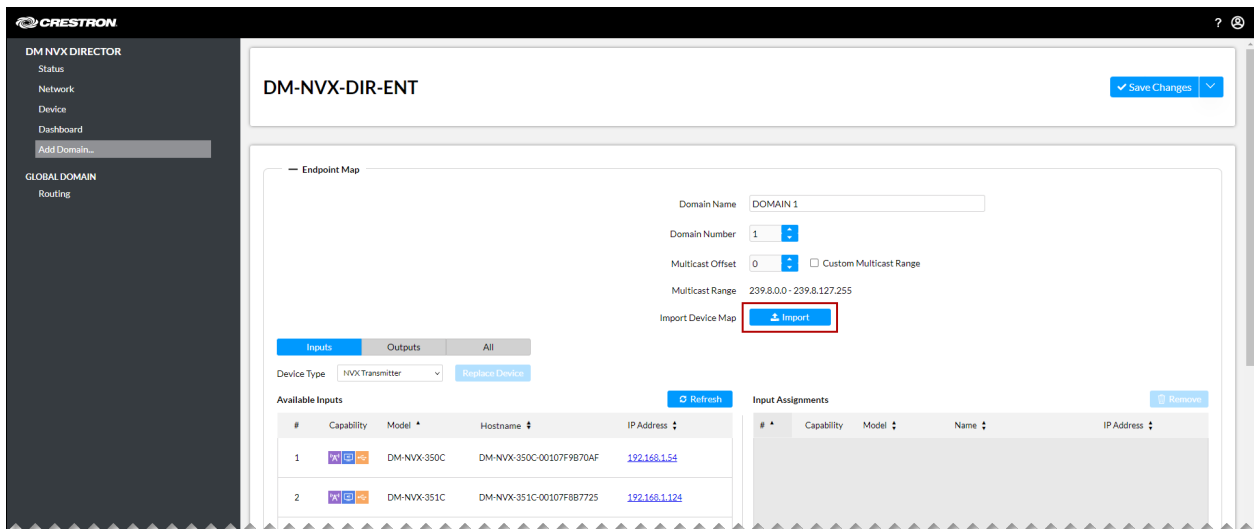 CRESTRON
?
DM NVX DIRECTOR
Status
Network
Device
Dashboard
Add Domain...
GLOBAL DOMAIN
Routing
DM-NVX-DIR-ENT
Save Changes
Endpoint Map
Domain Name DOMAIN 1
Domain Number 1
Multicast Offset 0 Custom Multicast Range
Multicast Range 239.8.0.0 - 239.8.127.255
Import Device Map Import
Inputs Outputs All
Device Type NVX Transmitter Replace Device
Available Inputs Refresh
# Capability Model Hostname IP Address
1 DM-NVX-350C DM-NVX-350C-00107F9B70AF 192.168.1.54
2 DM-NVX-351C DM-NVX-351C-00107F8B7725 192.168.1.124
Input Assignments Remove
# Capability Model Name IP Address